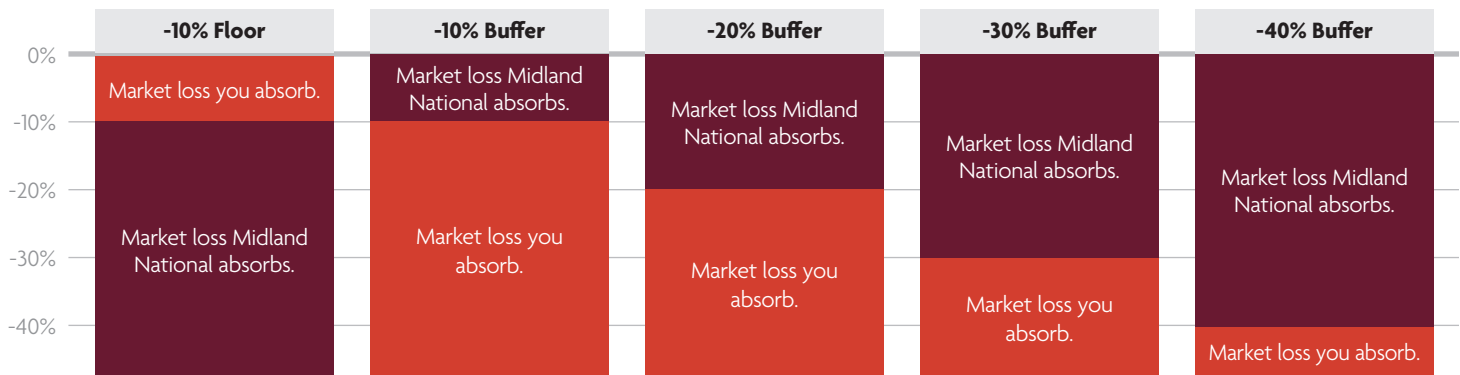 -10% Floor
-10% Buffer
-20% Buffer
-30% Buffer
-40% Buffer
0%
-10%
-20%
-30%
-40%
Market loss you absorb.
Market loss Midland
National absorbs.
Market loss Midland
National absorbs.
Market loss you
absorb.
Market loss Midland
National absorbs.
Market loss you
absorb.
Market loss Midland
National absorbs.
Market loss you
absorb.
Market loss Midland
National absorbs.
Market loss you absorb.